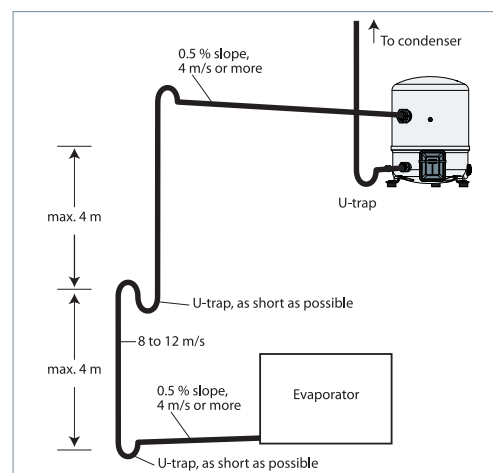 To condenser
0.5 % slope,
4 m/s or more
max. 4 m
U-trap
U-trap, as short as possible
8 to 12 m/s
max. 4 m
0.5 % slope,
4 m/s or more
Evaporator
U-trap, as short as possible